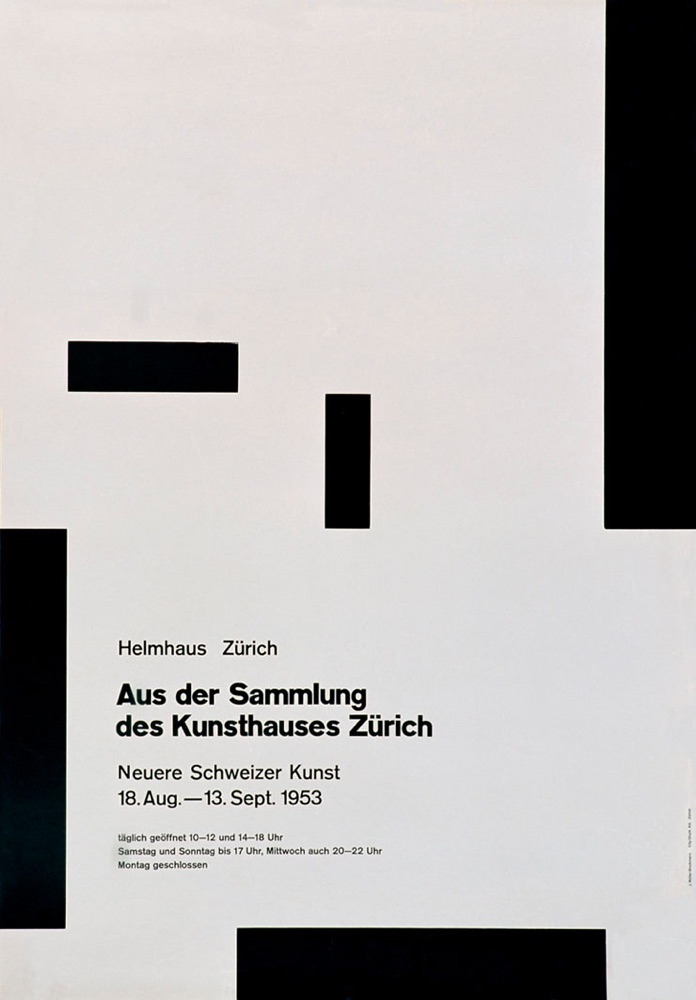 Helmhaus Zürich
Aus der Sammlung
des Kunsthauses Zürich
Neuere Schweizer Kunst
18. Aug.—13. Sept. 1953
täglich geöffnet 10—12 und 14—18 Uhr
Samstag und Sonntag bis 17 Uhr, Mittwoch auch 20—22 Uhr
Montag geschlossen